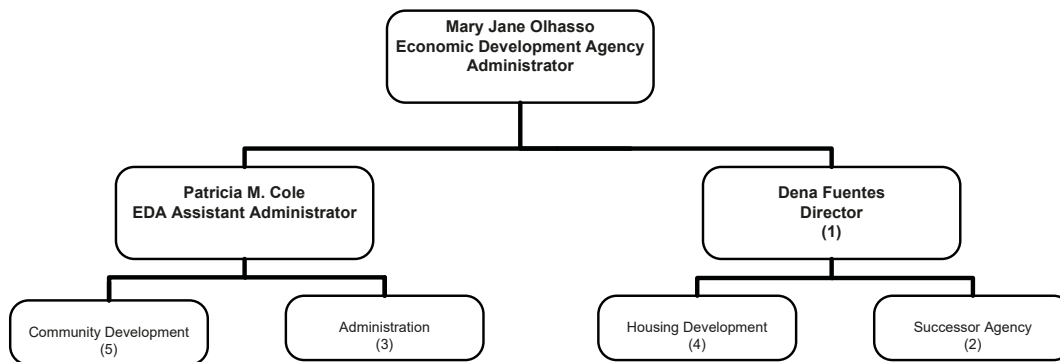 Mary Jane Olhasso
Economic Development Agency
Administrator
Patricia M. Cole
EDA Assistant Administrator
Dena Fuentes
Director
(1)
Community Development
(5)
Administration
(3)
Housing Development
(4)
Successor Agency
(2)